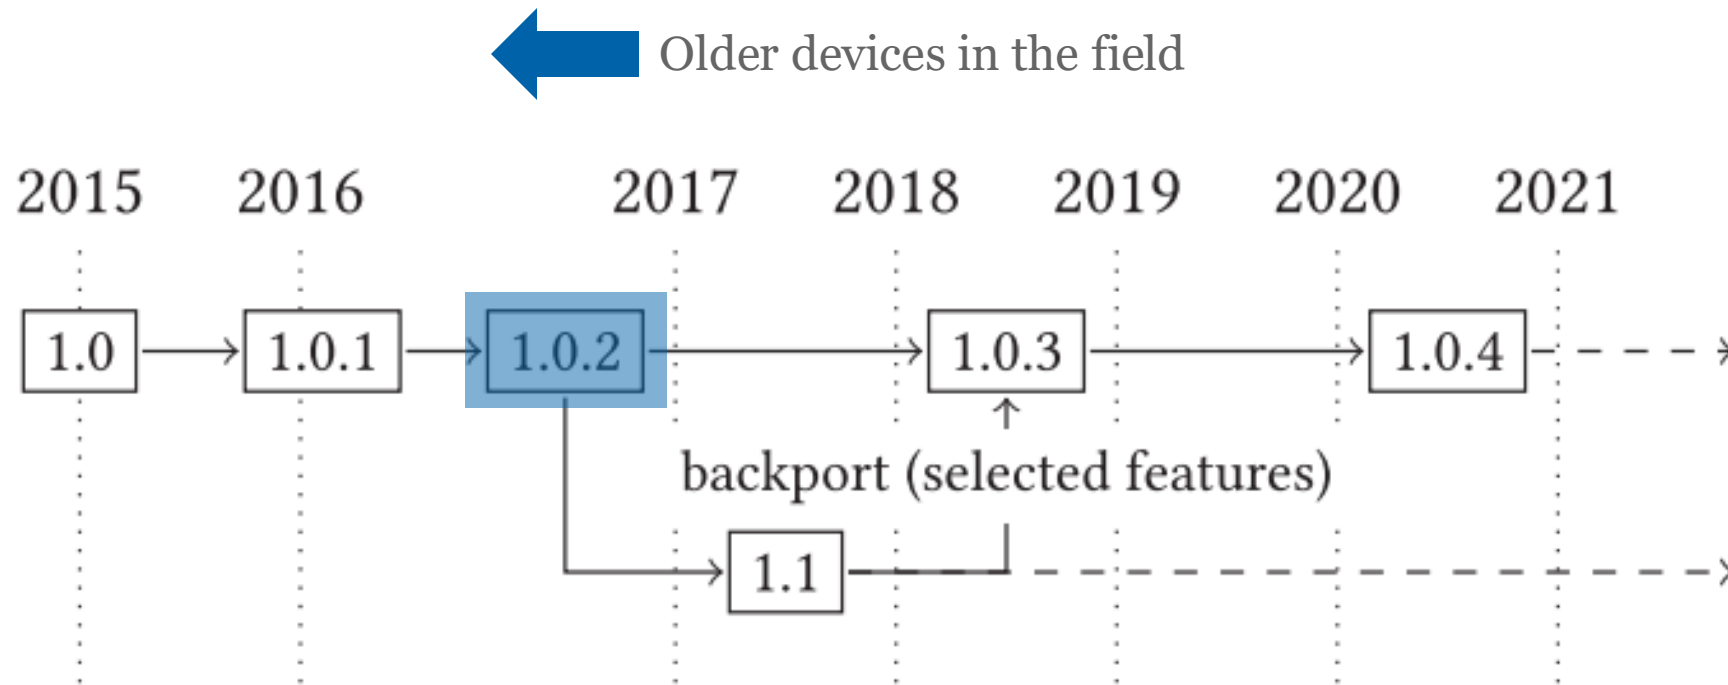 Older devices in the field
2015 2016 2017 2018 2019 2020 2021
1.0 1.0.1 1.0.2 1.0.3 1.0.4
backport (selected features)
1.1